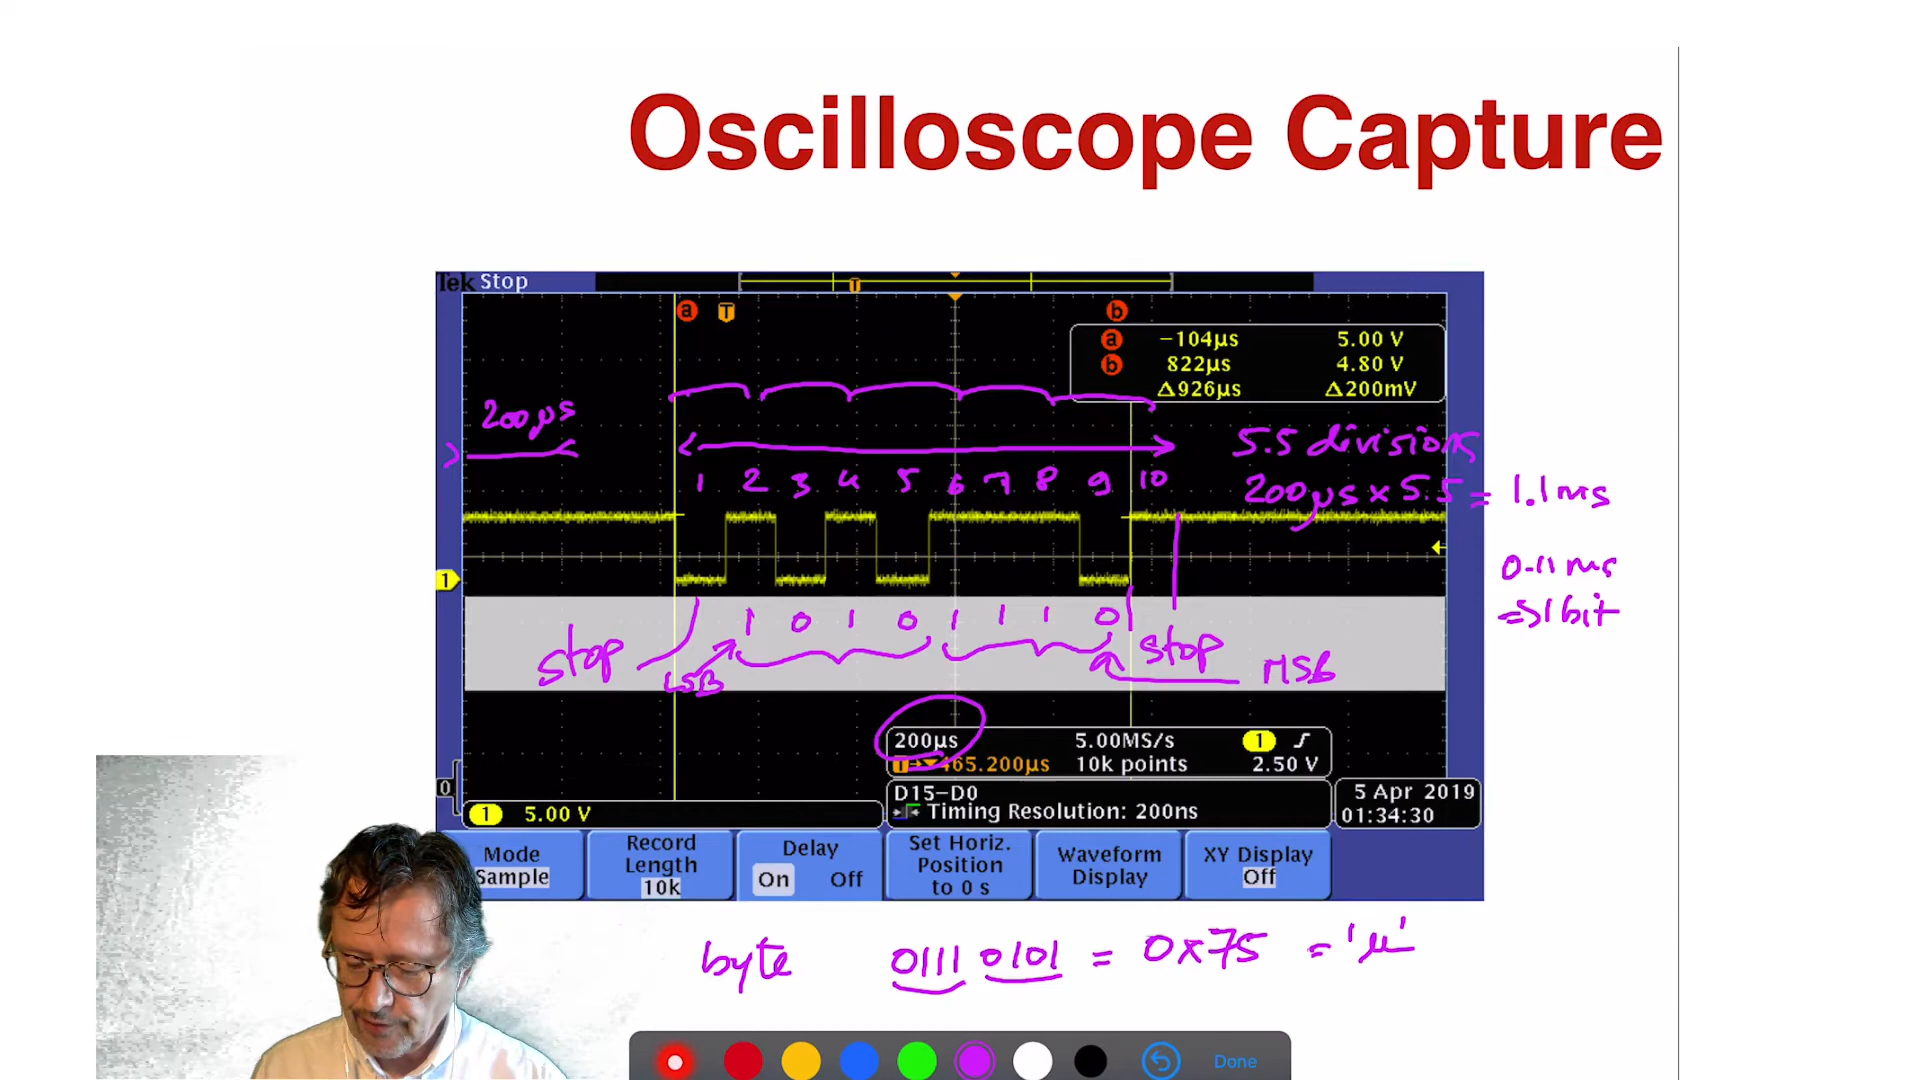 Oscilloscope Capture
Tek Stop
T
a T b
a -104µs 5.00 V
b 822µs 4.80 V
Δ926µs Δ200mV
200µs
5.5 divisions
1 2 3 4 5 6 7 8 9 10
200µs x 5.5 = 1.1ms
0.11ms
=> 1 bit
1
1 0 1 0 1 1 1 0
stop LSB stop MSB
200µs 5.00MS/s 1
T 465.200µs 10k points 2.50 V
D15-D0
Timing Resolution: 200ns
5 Apr 2019
01:34:30
0
1 5.00 V
Mode
Sample
Record
Length
10k
Delay
On Off
Set Horiz.
Position
to 0 s
Waveform
Display
XY Display
Off
byte 0111 0101 = 0x75 = 'u'
Done